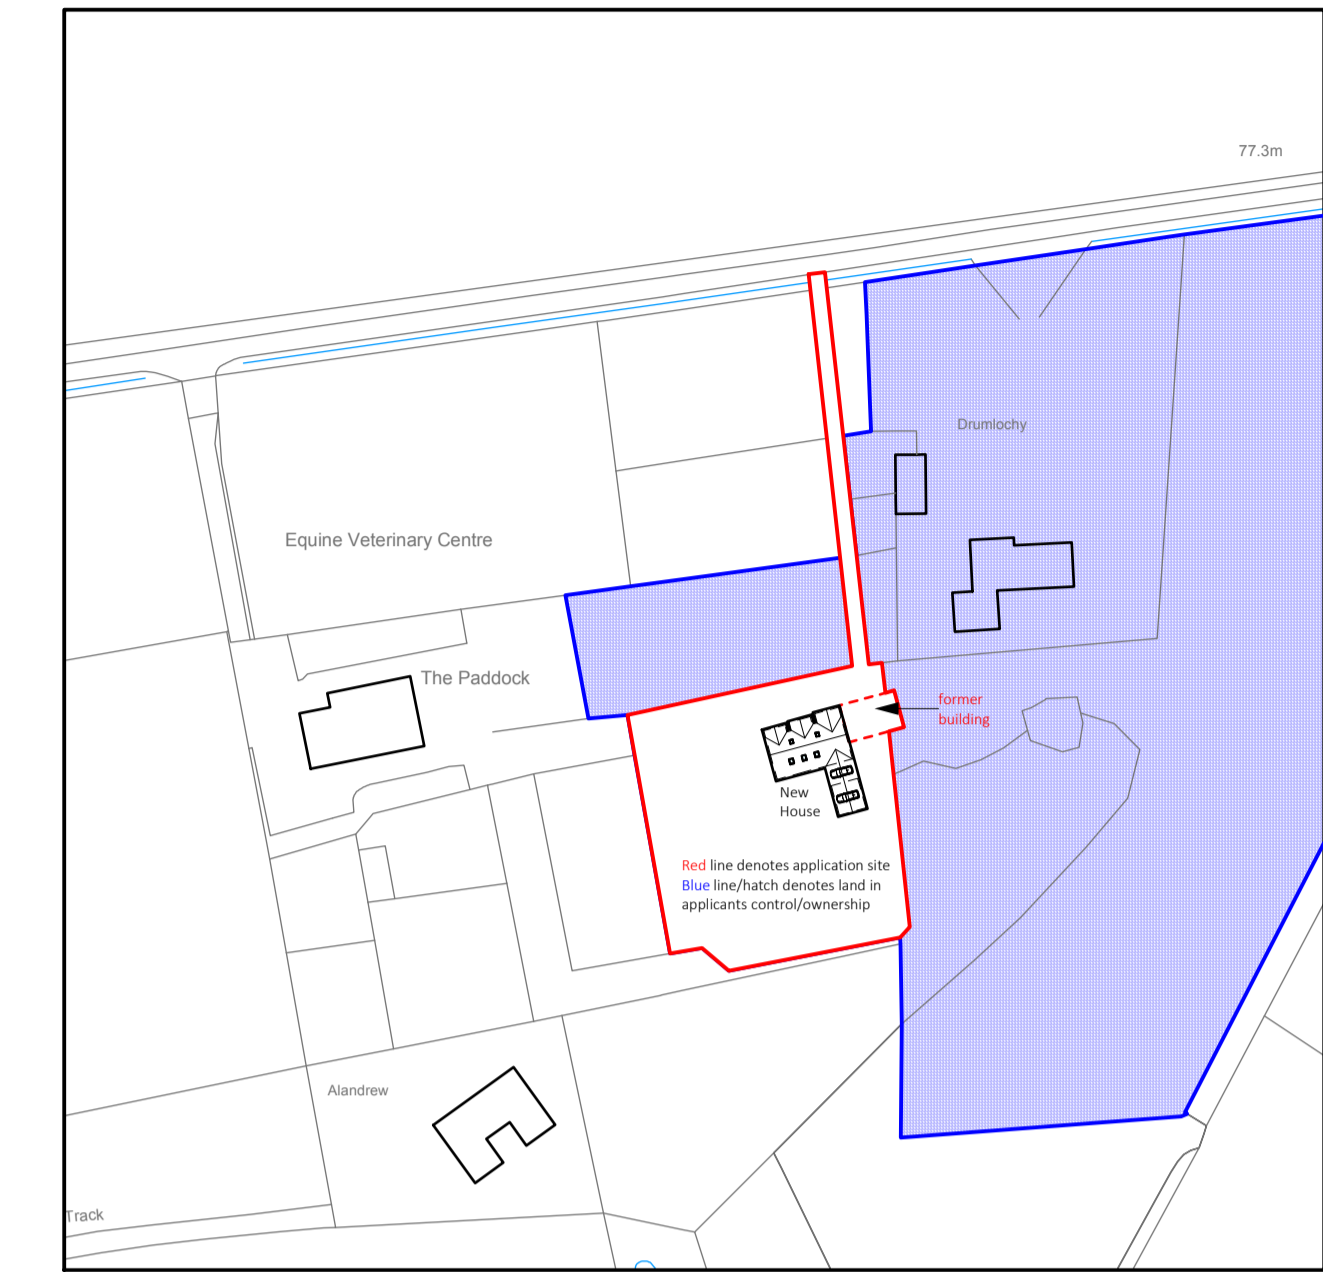 77.3m
Drumlochy
Equine Veterinary Centre
The Paddock
former
building
New
House
Red line denotes application site
Blue line/hatch denotes land in
applicants control/ownership
Alandrew
Track